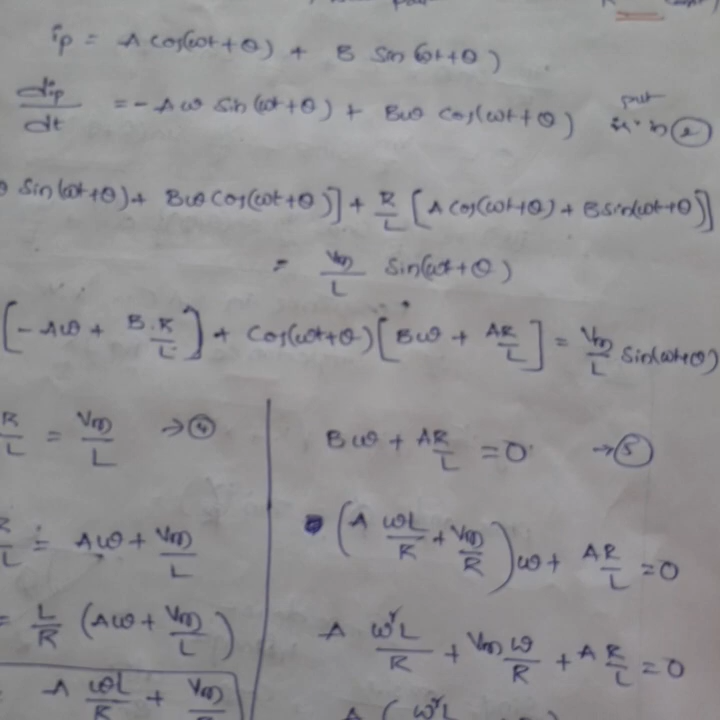 ip = A cos(ωt+θ) + B sin(ωt+θ)
dip/dt = -Aω sin(ωt+θ) + Bω cos(ωt+θ) put in ②
sin(ωt+θ) + Bω cos(ωt+θ)] + R/L [A cos(ωt+θ) + B sin(ωt+θ)]
= Vm/L sin(ωt+θ)
[-Aω + B.R/L] + cos(ωt+θ)[Bω + AR/L] = Vm/L sin(ωt+θ)
R/L = Vm/L → ④
R/L = Aω + Vm/L
= L/R (Aω + Vm/L)
A ωL/R + Vm/R
Bω + AR/L = 0 → ⑤
(A ωL/R + Vm/R)ω + AR/L = 0
A ω²L/R + Vm ω/R + A R/L = 0
A (ω²L